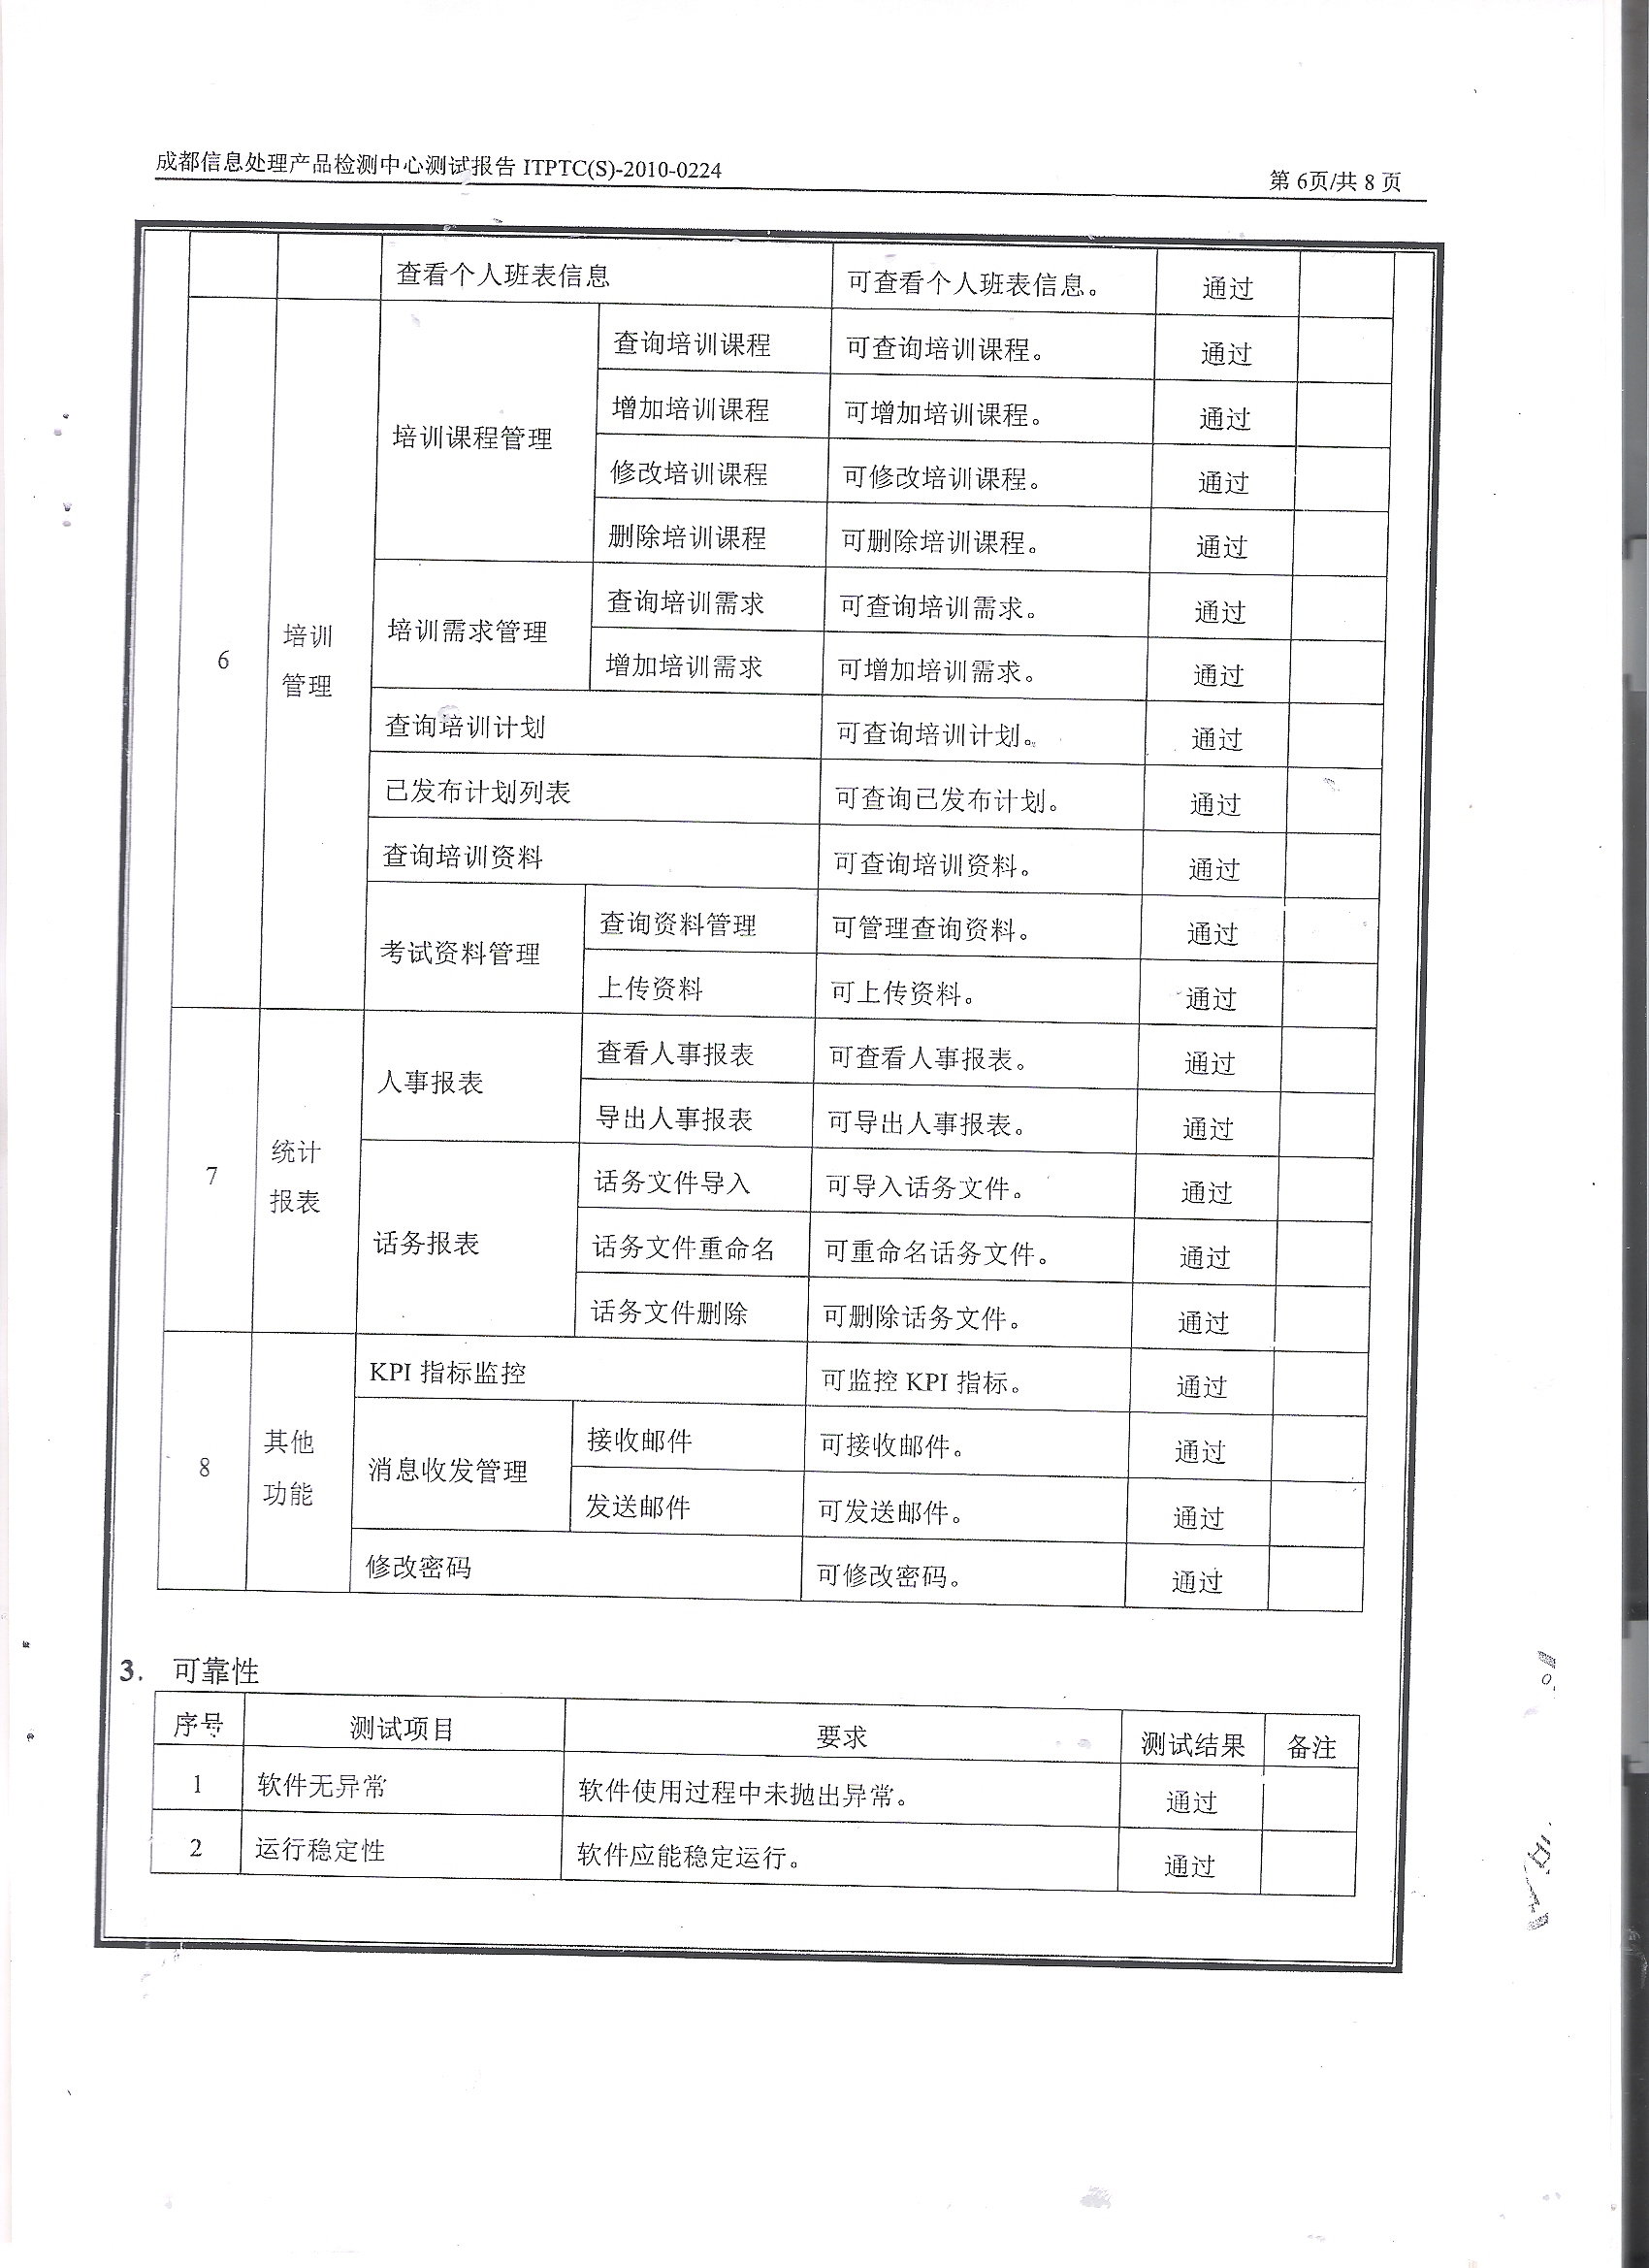 成都信息处理产品检测中心测试报告 ITPTC(S)-2010-0224
第 6页/共 8 页
查看个人班表信息 可查看个人班表信息。 通过
6 培训管理 培训课程管理 查询培训课程 可查询培训课程。 通过
增加培训课程 可增加培训课程。 通过
修改培训课程 可修改培训课程。 通过
删除培训课程 可删除培训课程。 通过
培训需求管理 查询培训需求 可查询培训需求。 通过
增加培训需求 可增加培训需求。 通过
查询培训计划 可查询培训计划。 通过
已发布计划列表 可查询已发布计划。 通过
查询培训资料 可查询培训资料。 通过
考试资料管理 查询资料管理 可管理查询资料。 通过
上传资料 可上传资料。 通过
7 统计报表 人事报表 查看人事报表 可查看人事报表。 通过
导出人事报表 可导出人事报表。 通过
话务报表 话务文件导入 可导入话务文件。 通过
话务文件重命名 可重命名话务文件。 通过
话务文件删除 可删除话务文件。 通过
8 其他功能 KPI 指标监控 可监控 KPI 指标。 通过
消息收发管理 接收邮件 可接收邮件。 通过
发送邮件 可发送邮件。 通过
修改密码 可修改密码。 通过
3. 可靠性
序号 测试项目 要求 测试结果 备注
1 软件无异常 软件使用过程中未抛出异常。 通过
2 运行稳定性 软件应能稳定运行。 通过